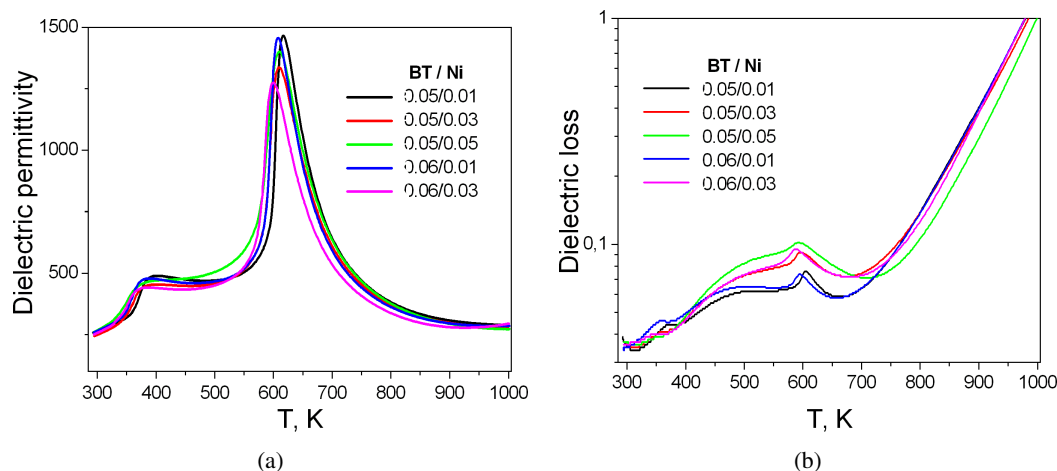 1500
1000
500
Dielectric permittivity
BT / Ni
0.05/0.01
0.05/0.03
0.05/0.05
0.06/0.01
0.06/0.03
300 400 500 600 700 800 900 1000
T, K
(a)
1
0,1
Dielectric loss
BT / Ni
0.05/0.01
0.05/0.03
0.05/0.05
0.06/0.01
0.06/0.03
300 400 500 600 700 800 900 1000
T, K
(b)